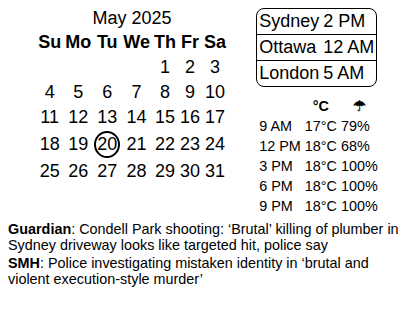 May 2025
Su Mo Tu We Th Fr Sa
1 2 3
4 5 6 7 8 9 10
11 12 13 14 15 16 17
18 19 20 21 22 23 24
25 26 27 28 29 30 31
Sydney 2 PM
Ottawa 12 AM
London 5 AM
°C ☂
9 AM 17°C 79%
12 PM 18°C 68%
3 PM 18°C 100%
6 PM 18°C 100%
9 PM 18°C 100%
Guardian: Condell Park shooting: ‘Brutal’ killing of plumber in
Sydney driveway looks like targeted hit, police say
SMH: Police investigating mistaken identity in ‘brutal and
violent execution-style murder’